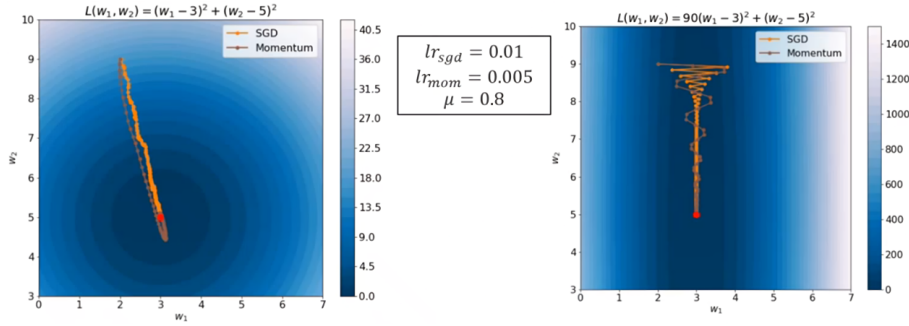 L(w₁, w₂) = (w₁ − 3)² + (w₂ − 5)²
SGD
Momentum
10
9
8
7
6
5
4
3
w₂
0 1 2 3 4 5 6 7
w₁
40.5
36.0
31.5
27.0
22.5
18.0
13.5
9.0
4.5
0.0
lr_sgd = 0.01
lr_mom = 0.005
μ = 0.8
L(w₁, w₂) = 90(w₁ − 3)² + (w₂ − 5)²
SGD
Momentum
10
9
8
7
6
5
4
3
w₂
0 1 2 3 4 5 6 7
w₁
1400
1200
1000
800
600
400
200
0